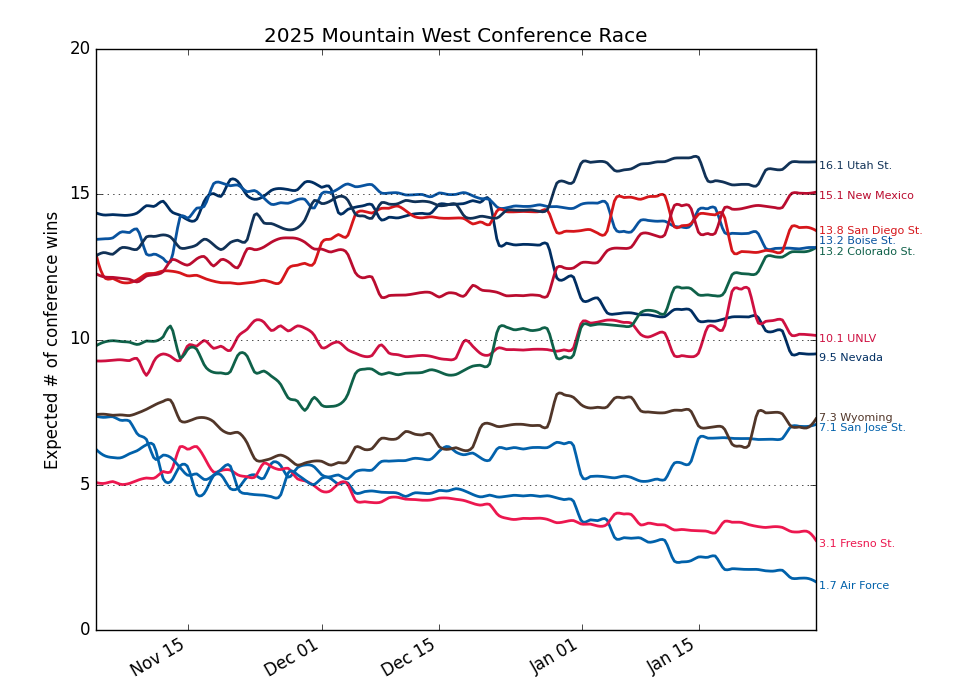 2025 Mountain West Conference Race
Expected # of conference wins
20
15
10
5
0
Nov 15
Dec 01
Dec 15
Jan 01
Jan 15
16.1 Utah St.
15.1 New Mexico
13.8 San Diego St.
13.2 Boise St.
13.2 Colorado St.
10.1 UNLV
9.5 Nevada
7.3 Wyoming
7.1 San Jose St.
3.1 Fresno St.
1.7 Air Force